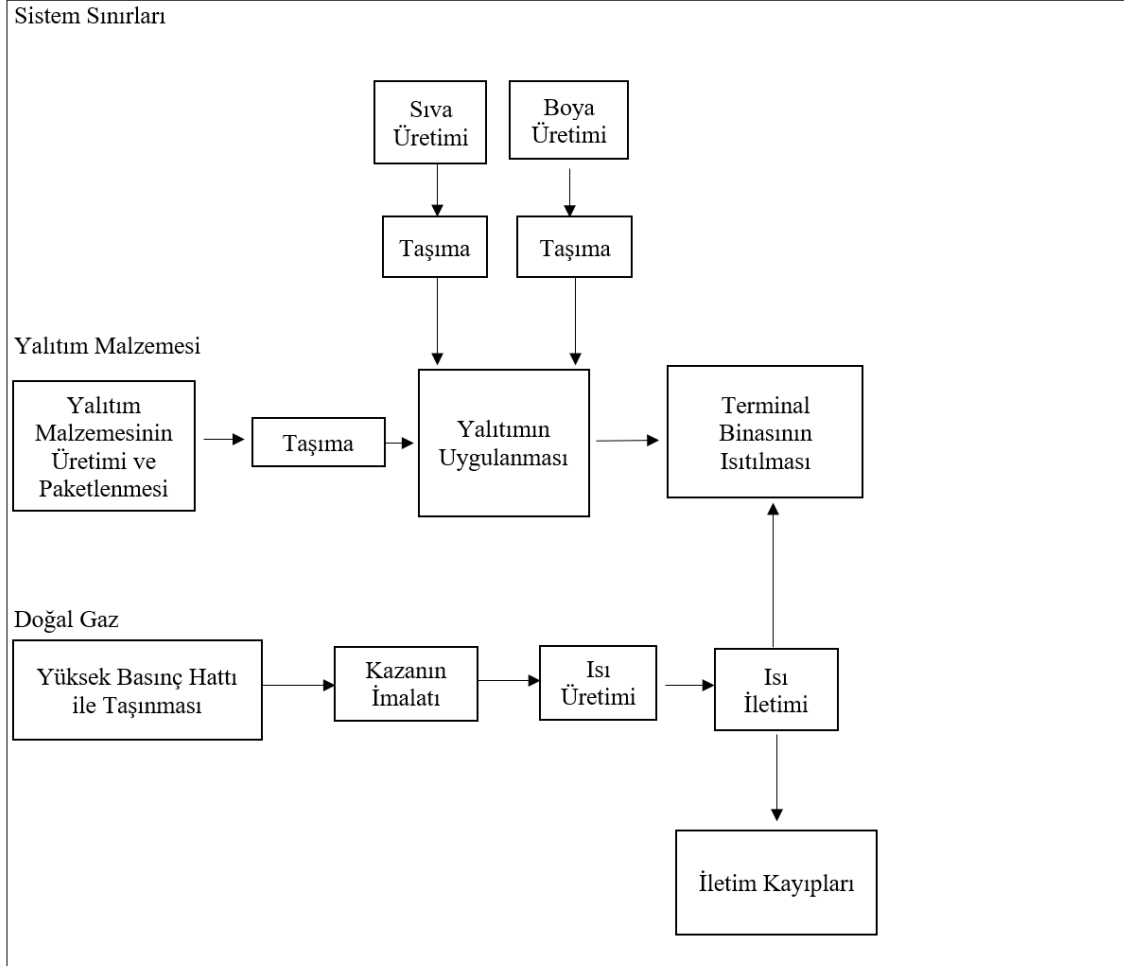 Sistem Sınırları
Sıva
Üretimi
Boya
Üretimi
Taşıma
Taşıma
Yalıtım Malzemesi
Yalıtım
Malzemesinin
Üretimi ve
Paketlenmesi
Taşıma
Yalıtımın
Uygulanması
Terminal
Binasının
Isıtılması
Doğal Gaz
Yüksek Basınç Hattı
ile Taşınması
Kazanın
İmalatı
Isı
Üretimi
Isı
İletimi
İletim Kayıpları